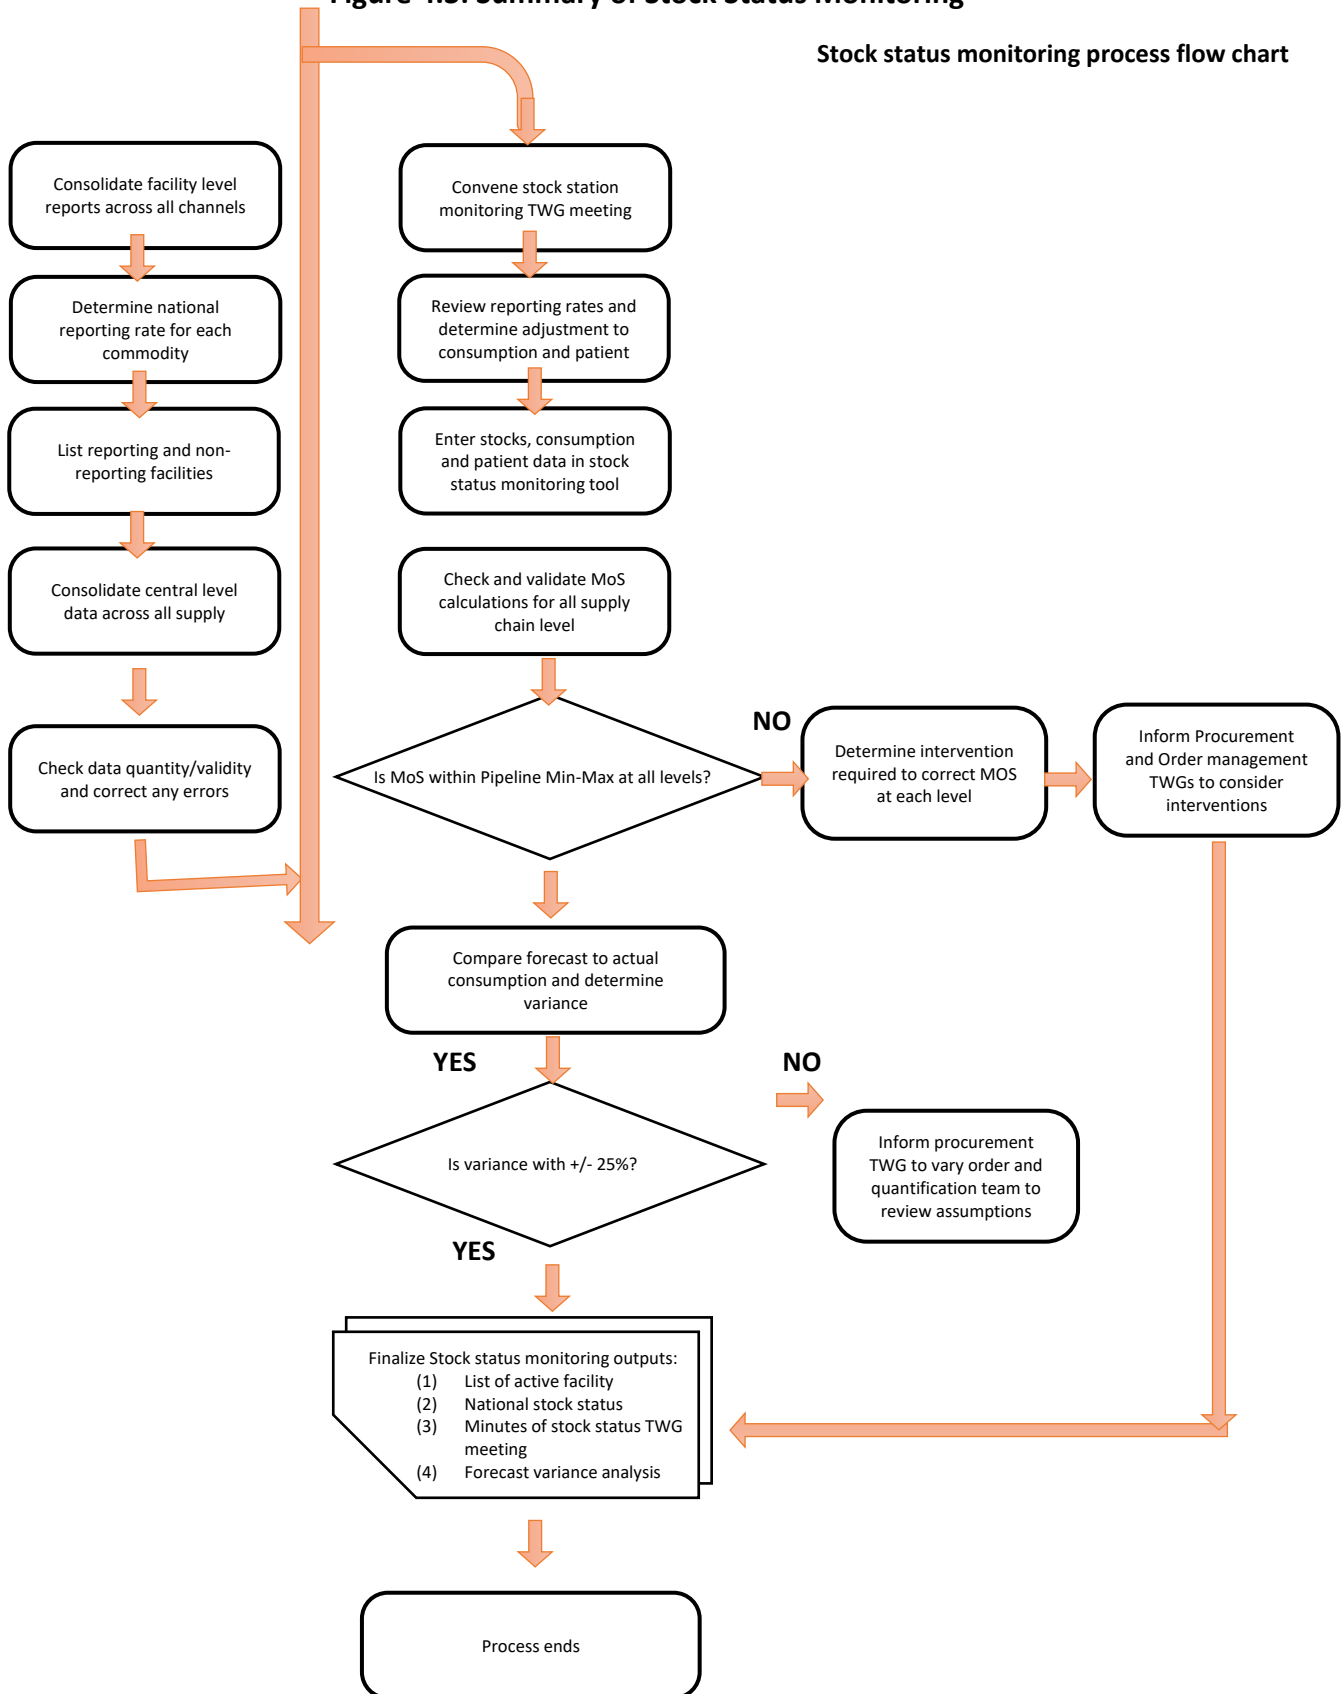 Figure 4.3: Summary of Stock Status Monitoring
Stock status monitoring process flow chart
Consolidate facility level
reports across all channels
Determine national
reporting rate for each
commodity
List reporting and non-
reporting facilities
Consolidate central level
data across all supply
Check data quantity/validity
and correct any errors
Convene stock station
monitoring TWG meeting
Review reporting rates and
determine adjustment to
consumption and patient
Enter stocks, consumption
and patient data in stock
status monitoring tool
Check and validate MoS
calculations for all supply
chain level
Is MoS within Pipeline Min-Max at all levels?
NO
Determine intervention
required to correct MOS
at each level
Inform Procurement
and Order management
TWGs to consider
interventions
Compare forecast to actual
consumption and determine
variance
YES
NO
Is variance with +/- 25%?
Inform procurement
TWG to vary order and
quantification team to
review assumptions
YES
Finalize Stock status monitoring outputs:
(1) List of active facility
(2) National stock status
(3) Minutes of stock status TWG
meeting
(4) Forecast variance analysis
Process ends